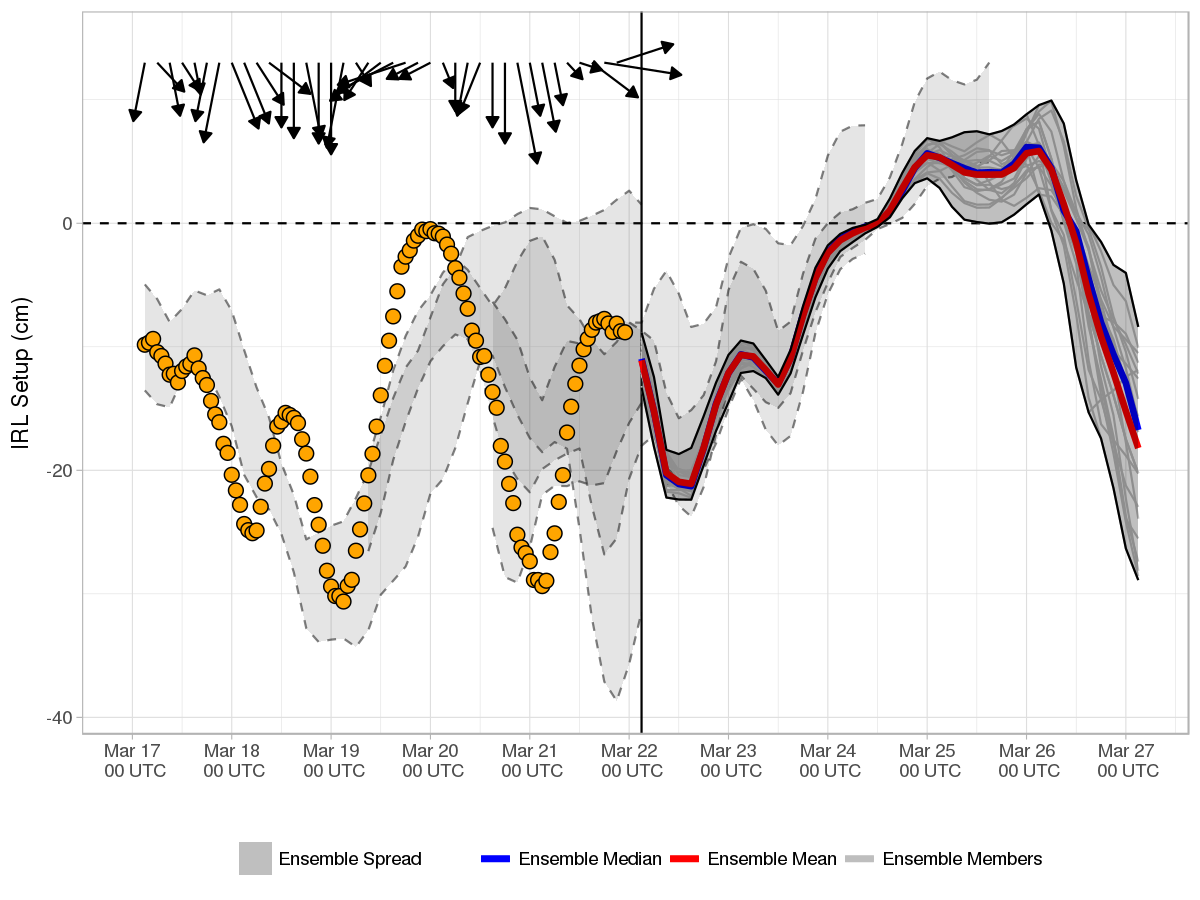 IRL Setup (cm)
0
-20
-40
Mar 17 Mar 18 Mar 19 Mar 20 Mar 21 Mar 22 Mar 23 Mar 24 Mar 25 Mar 26 Mar 27
00 UTC 00 UTC 00 UTC 00 UTC 00 UTC 00 UTC 00 UTC 00 UTC 00 UTC 00 UTC 00 UTC
Ensemble Spread Ensemble Median Ensemble Mean Ensemble Members